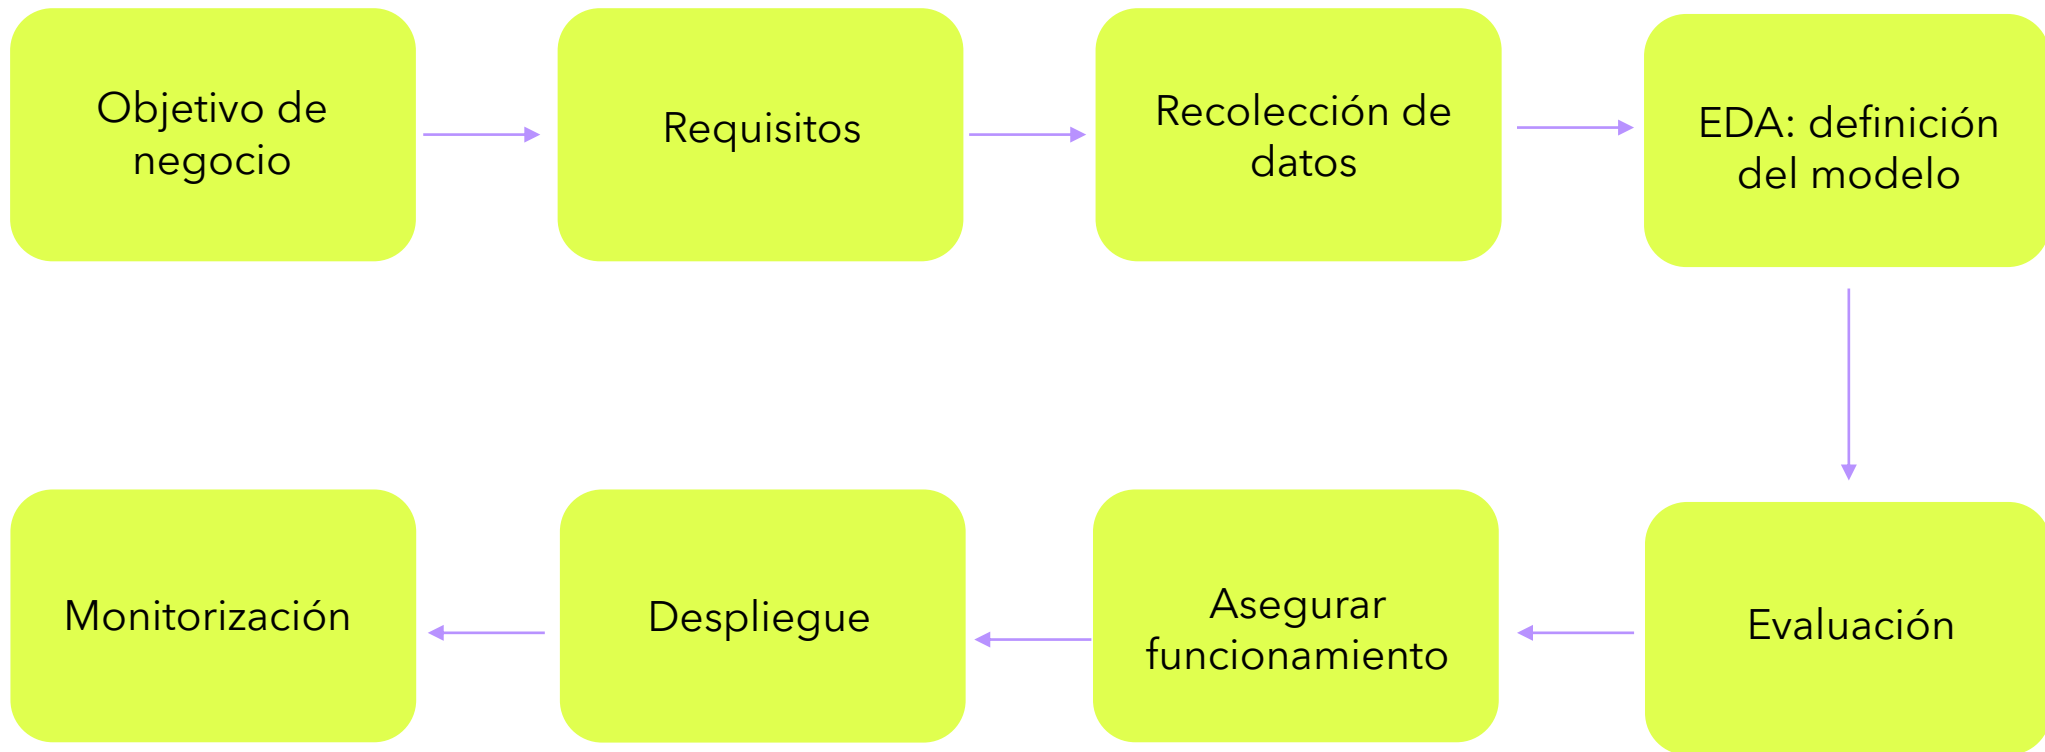 Objetivo de
negocio
Requisitos
Recolección de
datos
EDA: definición
del modelo
Monitorización
Despliegue
Asegurar
funcionamiento
Evaluación